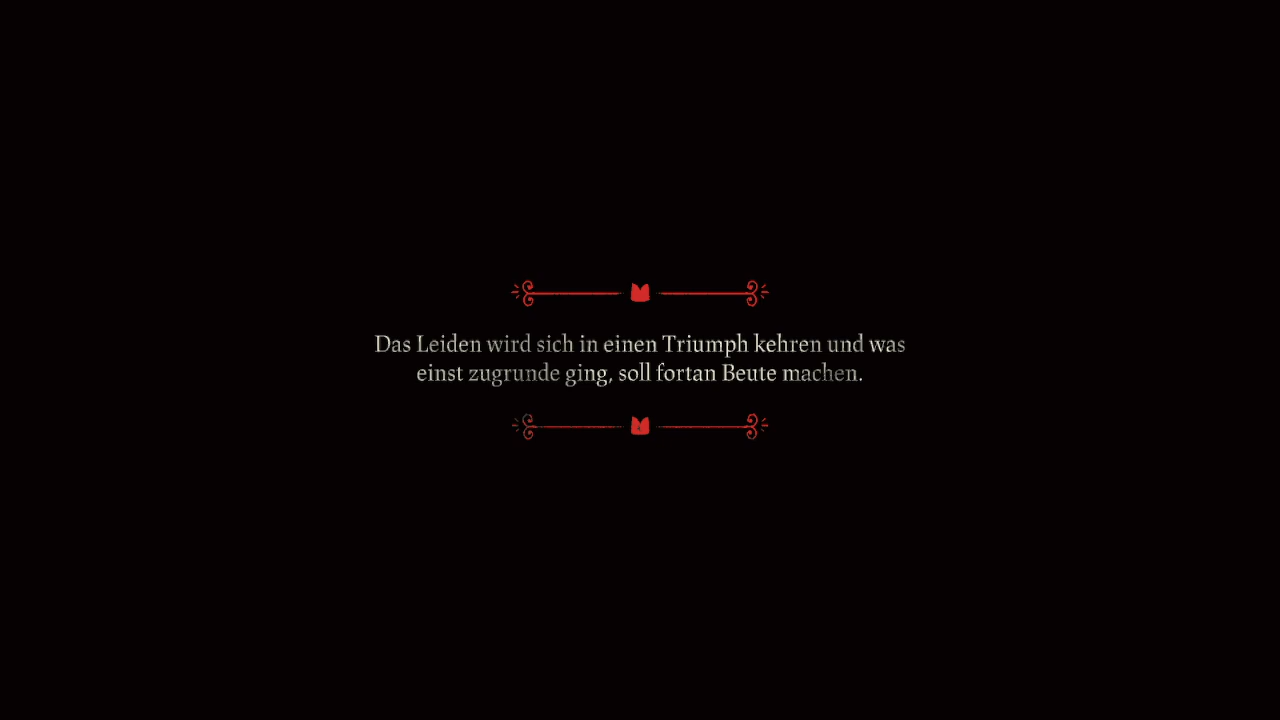 Das Leiden wird sich in einen Triumph kehren und was
einst zugrunde ging, soll fortan Beute machen.